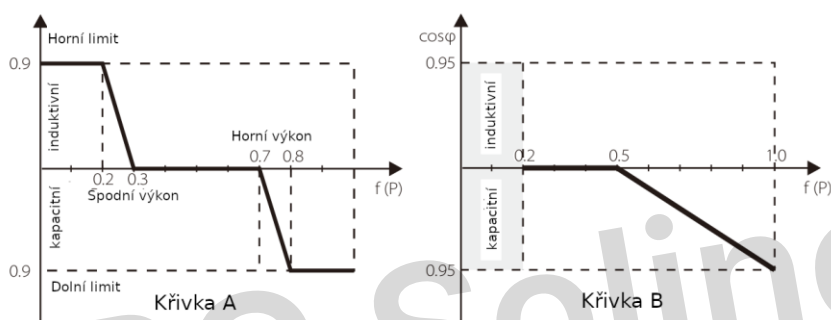 Horní limit
0.9
induktivní
Horní výkon
0.2
0.3
0.7
0.8
f (P)
Spodní výkon
kapacitní
0.9
Dolní limit
Křivka A
cosφ
0.95
induktivní
0.2
0.5
1.0
f (P)
kapacitní
0.95
Křivka B